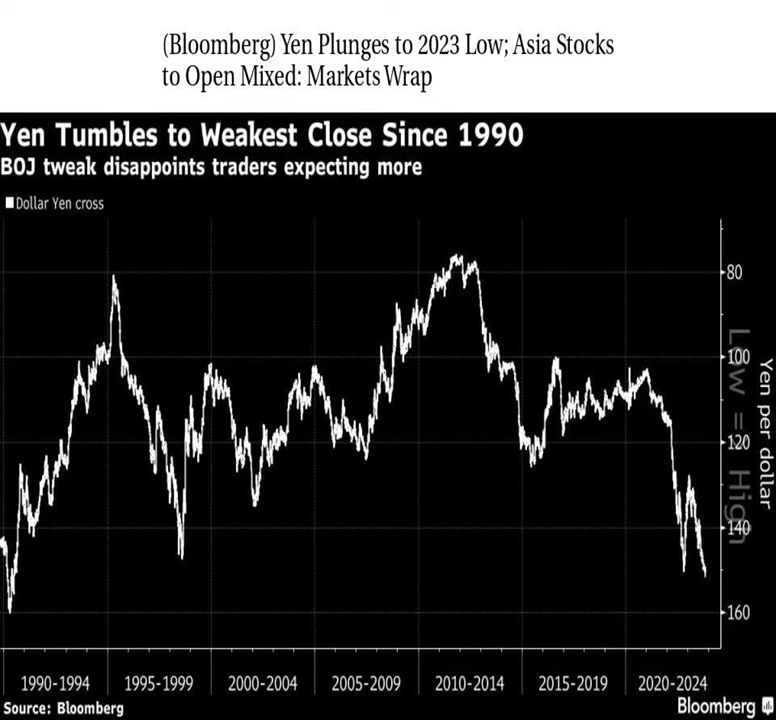 (Bloomberg) Yen Plunges to 2023 Low; Asia Stocks
to Open Mixed: Markets Wrap
Yen Tumbles to Weakest Close Since 1990
BOJ tweak disappoints traders expecting more
Dollar Yen cross
80
100
120
140
160
Low = High
Yen per dollar
1990-1994 1995-1999 2000-2004 2005-2009 2010-2014 2015-2019 2020-2024
Source: Bloomberg
Bloomberg